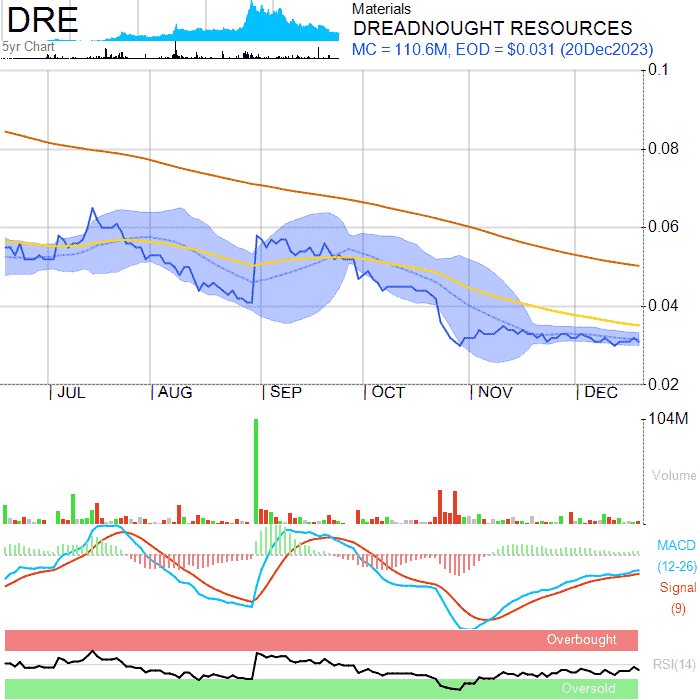 DRE
5yr Chart
Materials
DREADNOUGHT RESOURCES
MC = 110.6M, EOD = $0.031 (20Dec2023)
0.1
0.08
0.06
0.04
0.02
JUL AUG SEP OCT NOV DEC
104M
Volume
MACD
(12-26)
Signal
(9)
Overbought
RSI(14)
Oversold